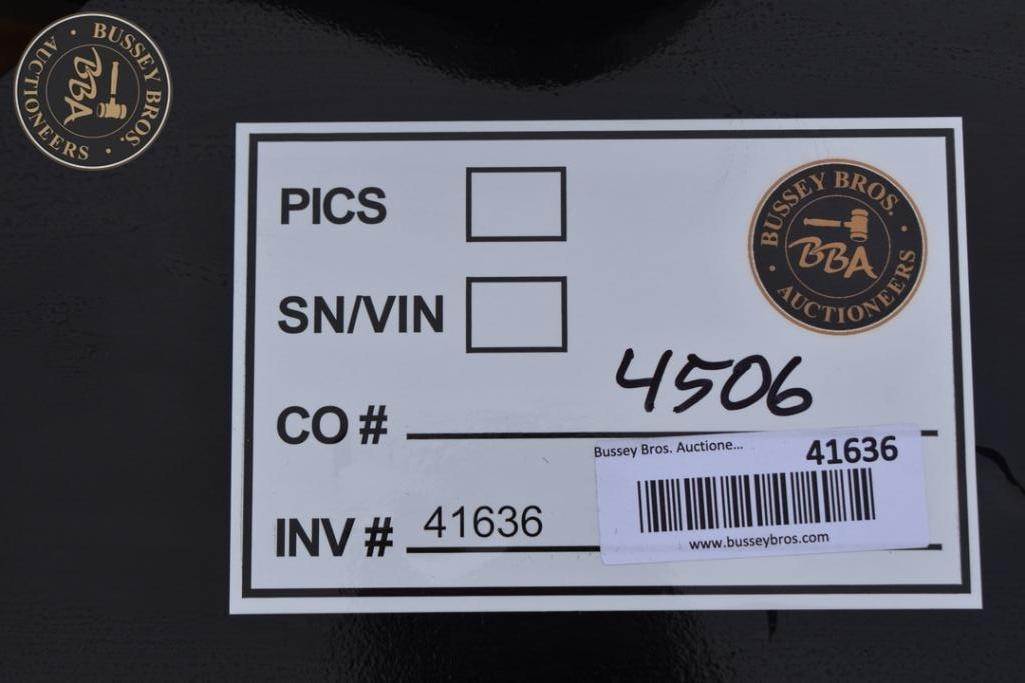 BUSSEY BROS.
BBA
AUCTIONEERS
PICS
BUSSEY BROS.
BBA
AUCTIONEERS
SN/VIN
4506
CO #
Bussey Bros. Auctione... 41636
INV # 41636
www.busseybros.com